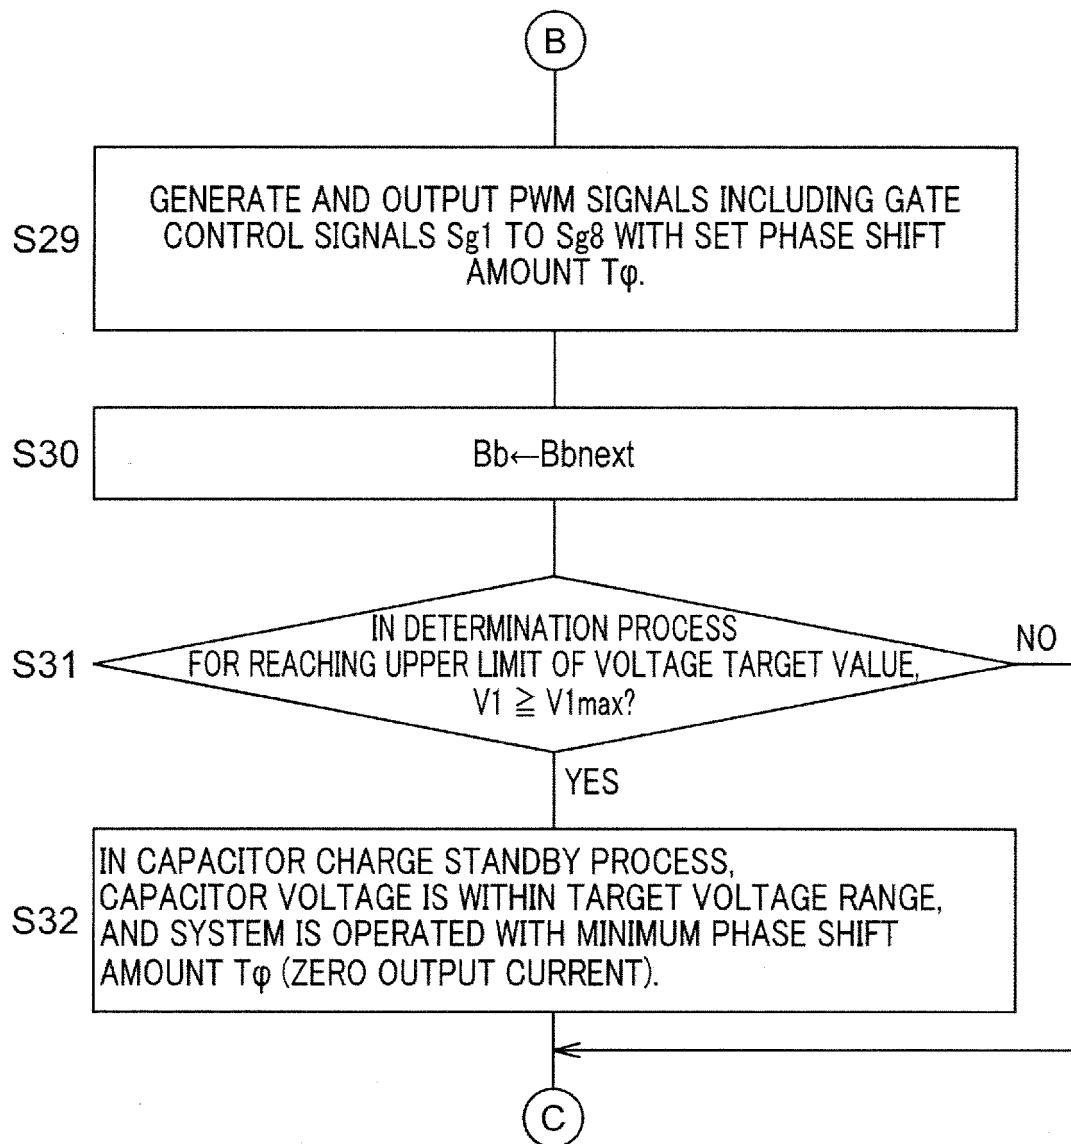 B
S29
GENERATE AND OUTPUT PWM SIGNALS INCLUDING GATE
CONTROL SIGNALS Sg1 TO Sg8 WITH SET PHASE SHIFT
AMOUNT Tφ.
S30
Bb←Bbnext
S31
IN DETERMINATION PROCESS
FOR REACHING UPPER LIMIT OF VOLTAGE TARGET VALUE,
V1 ≧ V1max?
NO
YES
S32
IN CAPACITOR CHARGE STANDBY PROCESS,
CAPACITOR VOLTAGE IS WITHIN TARGET VOLTAGE RANGE,
AND SYSTEM IS OPERATED WITH MINIMUM PHASE SHIFT
AMOUNT Tφ (ZERO OUTPUT CURRENT).
C